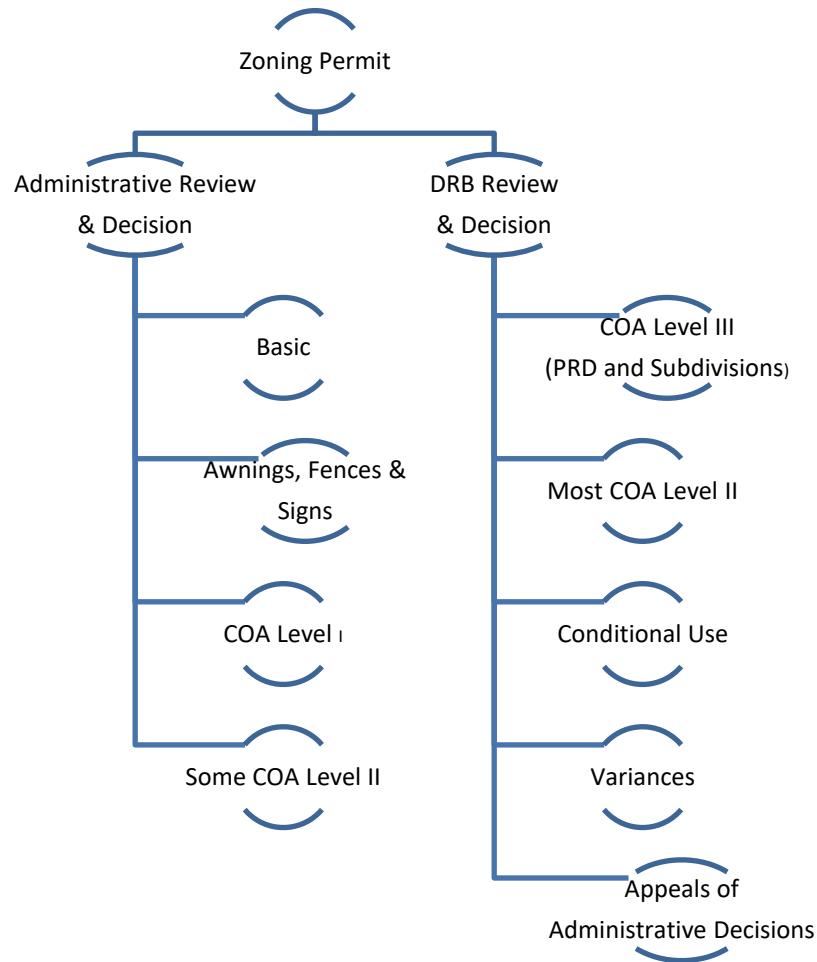 Zoning Permit
Administrative Review
& Decision
DRB Review
& Decision
Basic
Awnings, Fences &
Signs
COA Level I
Some COA Level II
COA Level III
(PRD and Subdivisions)
Most COA Level II
Conditional Use
Variances
Appeals of
Administrative Decisions